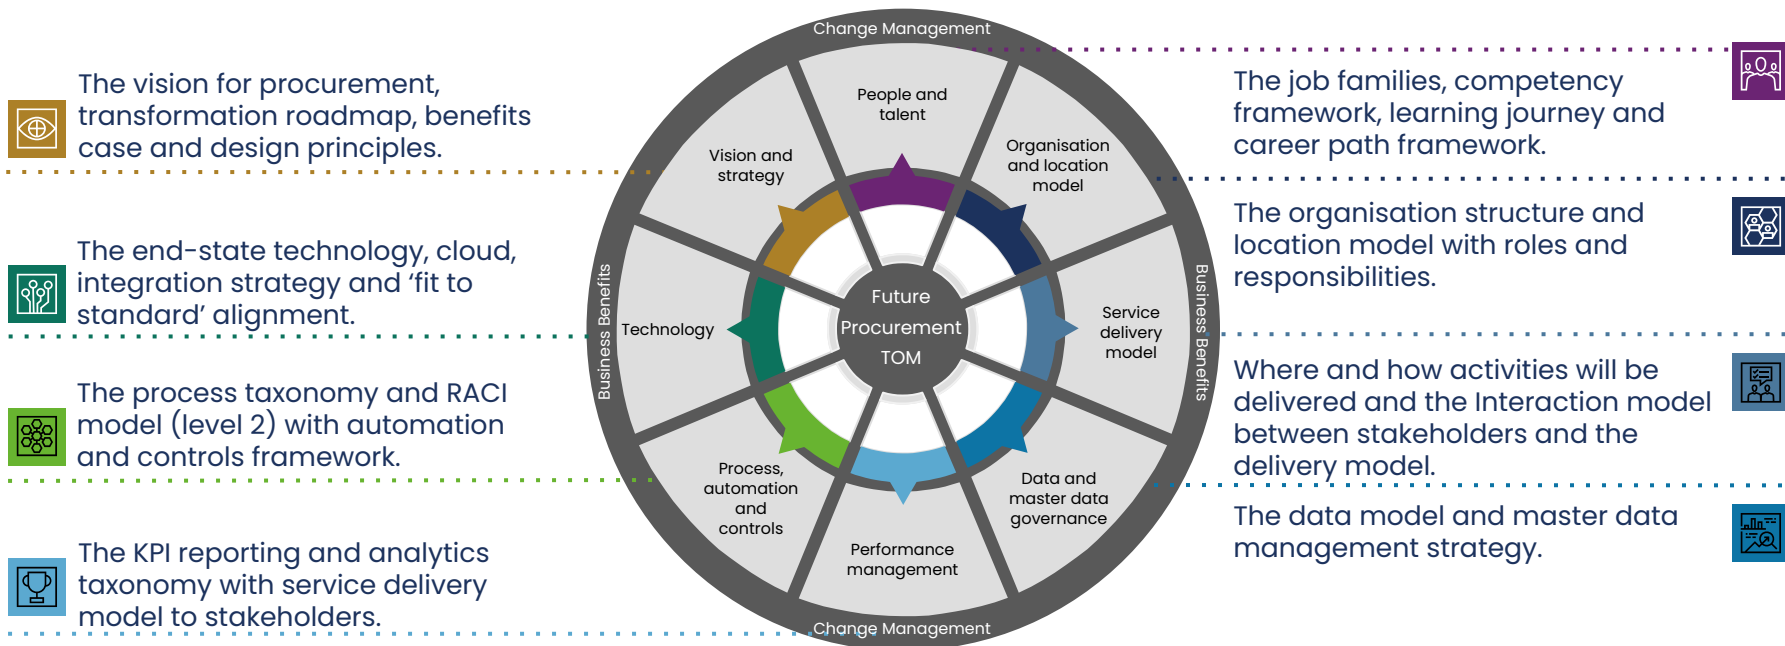 Change Management
The vision for procurement,
transformation roadmap, benefits
case and design principles.
The end-state technology, cloud,
integration strategy and ‘fit to
standard’ alignment.
The process taxonomy and RACI
model (level 2) with automation
and controls framework.
The KPI reporting and analytics
taxonomy with service delivery
model to stakeholders.
Business Benefits
People and
talent
Vision and
strategy
Organisation
and location
model
Technology
Future
Procurement
TOM
Service
delivery
model
Process,
automation
and
controls
Data and
master data
governance
Performance
management
Business Benefits
Change Management
The job families, competency
framework, learning journey and
career path framework.
The organisation structure and
location model with roles and
responsibilities.
Where and how activities will be
delivered and the Interaction model
between stakeholders and the
delivery model.
The data model and master data
management strategy.